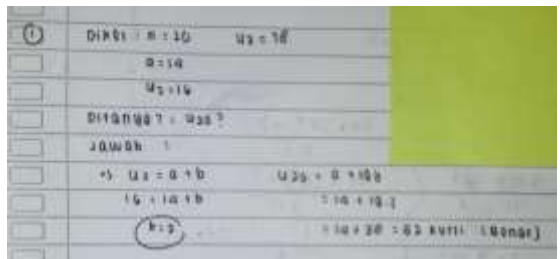 ① Diket : n = 20 U3 = 18
a = 14
U2 = 16
Ditanya? : U20 ?
Jawab :
=> U2 = a + b U20 = a + 19b
16 = 14 + b = 14 + 19.2
b = 2 = 14 + 38 = 52 kursi (Benar)